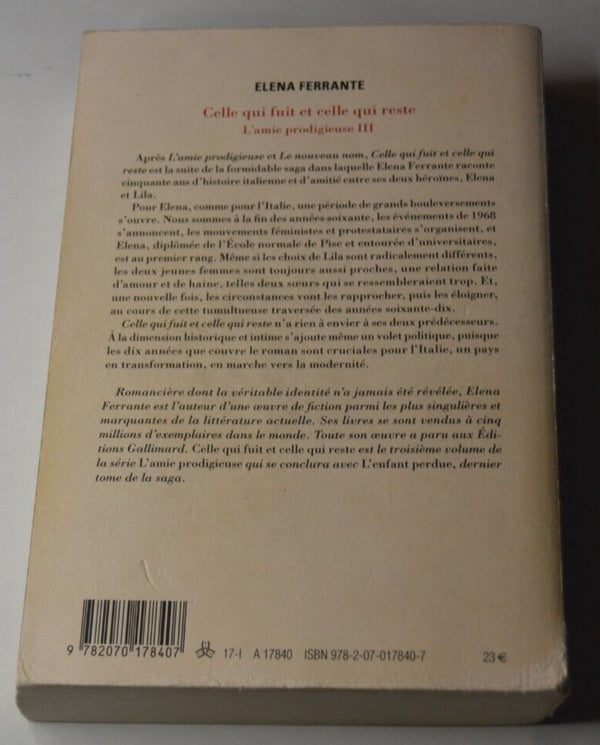 ELENA FERRANTE
Celle qui fuit et celle qui reste
L'amie prodigieuse III
Après L'amie prodigieuse et Le nouveau nom, Celle qui fuit et celle qui
reste est la suite de la formidable saga dans laquelle Elena Ferrante raconte
cinquante ans d'histoire italienne et d'amitié entre ses deux héroïnes, Elena
et Lila.
Pour Elena, comme pour l'Italie, une période de grands bouleversements
s'ouvre. Nous sommes à la fin des années soixante, les événements de 1968
s'annoncent, les mouvements féministes et protestataires s'organisent, et
Elena, diplômée de l'École normale de Pise et entourée d'universitaires,
est au premier rang. Même si les choix de Lila sont radicalement différents,
les deux jeunes femmes sont toujours aussi proches, une relation faite
d'amour et de haine, telles deux sœurs qui se ressembleraient trop. Et,
une nouvelle fois, les circonstances vont les rapprocher, puis les éloigner,
au cours de cette tumultueuse traversée des années soixante-dix.
Celle qui fuit et celle qui reste n'a rien à envier à ses deux prédécesseurs.
À la dimension historique et intime s'ajoute même un volet politique, puisque
les dix années que couvre le roman sont cruciales pour l'Italie, un pays
en transformation, en marche vers la modernité.
Romancière dont la véritable identité n'a jamais été révélée, Elena
Ferrante est l'auteur d'une œuvre de fiction parmi les plus singulières et
marquantes de la littérature actuelle. Ses livres se sont vendus à cinq
millions d'exemplaires dans le monde. Toute son œuvre a paru aux Édi-
tions Gallimard. Celle qui fuit et celle qui reste est le troisième volume de
la série L'amie prodigieuse qui se conclura avec L'enfant perdue, dernier
tome de la saga.
9 782070 178407 17-I A 17840 ISBN 978-2-07-017840-7 23 €